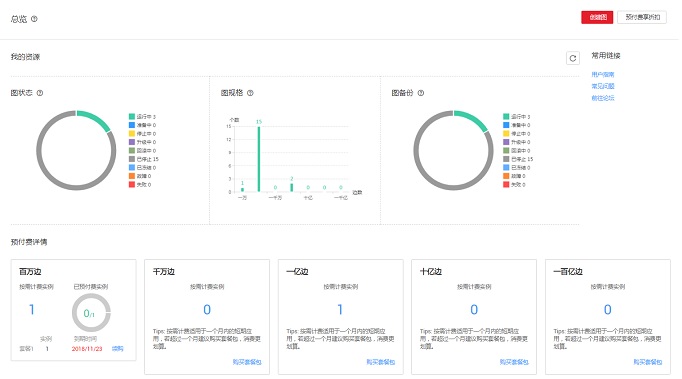 总览
创建图
预付费享折扣
我的资源
常用链接
用户指南
常见问题
前往论坛
图状态
运行中 3
准备中 0
停止中 0
升级中 0
回滚中 0
已停止 15
已冻结 0
故障 0
失败 0
图规格
个数
15
12
9
6
3
0
1
15
0
2
0
0
0
一万
一千万
十亿
一千亿
边数
图备份
运行中 3
准备中 0
停止中 0
升级中 0
回滚中 0
已停止 15
已冻结 0
故障 0
失败 0
预付费详情
百万边
按需计费实例
已预付费实例
1
0/1
实例
到期时间
套餐1
1
2018/11/23
续购
千万边
按需计费实例
0
Tips: 按需计费适用于一个月内的短期应
用，若超过一个月建议购买套餐包，消费更
划算。
购买套餐包
一亿边
按需计费实例
1
Tips: 按需计费适用于一个月内的短期应
用，若超过一个月建议购买套餐包，消费更
划算。
购买套餐包
十亿边
按需计费实例
0
Tips: 按需计费适用于一个月内的短期应
用，若超过一个月建议购买套餐包，消费更
划算。
购买套餐包
一百亿边
按需计费实例
0
Tips: 按需计费适用于一个月内的短期应
用，若超过一个月建议购买套餐包，消费更
划算。
购买套餐包